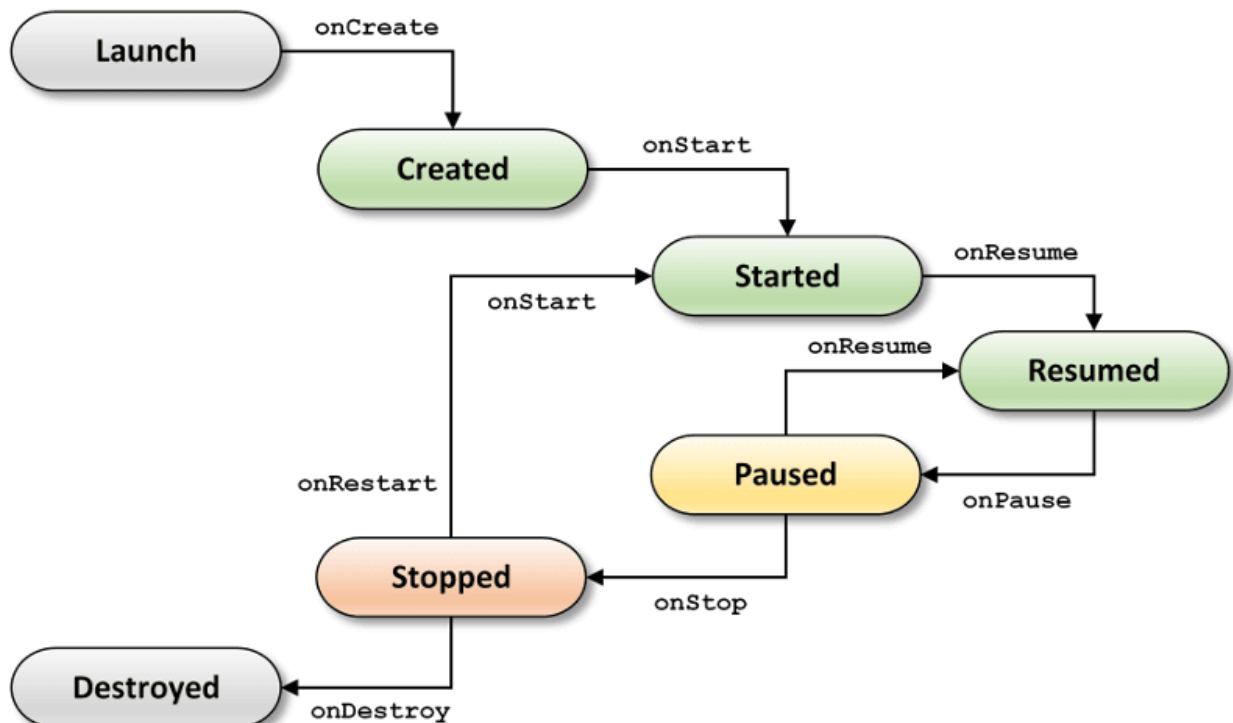 Launch
onCreate
Created
onStart
Started
onResume
onStart
onResume
Resumed
Paused
onPause
onRestart
Stopped
onStop
Destroyed
onDestroy